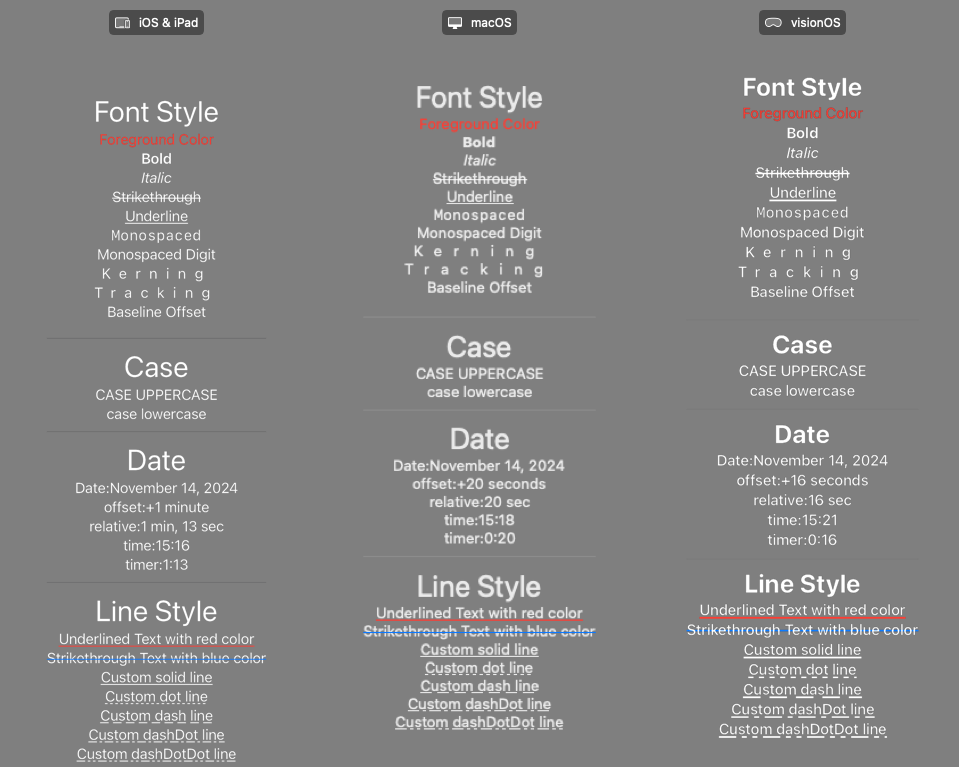 iOS & iPad
Font Style
Foreground Color
Bold
Italic
Strikethrough
Underline
Monospaced
Monospaced Digit
Kerning
Tracking
Baseline Offset
Case
CASE UPPERCASE
case lowercase
Date
Date:November 14, 2024
offset:+1 minute
relative:1 min, 13 sec
time:15:16
timer:1:13
Line Style
Underlined Text with red color
Strikethrough Text with blue color
Custom solid line
Custom dot line
Custom dash line
Custom dashDot line
Custom dashDotDot line
macOS
Font Style
Foreground Color
Bold
Italic
Strikethrough
Underline
Monospaced
Monospaced Digit
Kerning
Tracking
Baseline Offset
Case
CASE UPPERCASE
case lowercase
Date
Date:November 14, 2024
offset:+20 seconds
relative:20 sec
time:15:18
timer:0:20
Line Style
Underlined Text with red color
Strikethrough Text with blue color
Custom solid line
Custom dot line
Custom dash line
Custom dashDot line
Custom dashDotDot line
visionOS
Font Style
Foreground Color
Bold
Italic
Strikethrough
Underline
Monospaced
Monospaced Digit
Kerning
Tracking
Baseline Offset
Case
CASE UPPERCASE
case lowercase
Date
Date:November 14, 2024
offset:+16 seconds
relative:16 sec
time:15:21
timer:0:16
Line Style
Underlined Text with red color
Strikethrough Text with blue color
Custom solid line
Custom dot line
Custom dash line
Custom dashDot line
Custom dashDotDot line